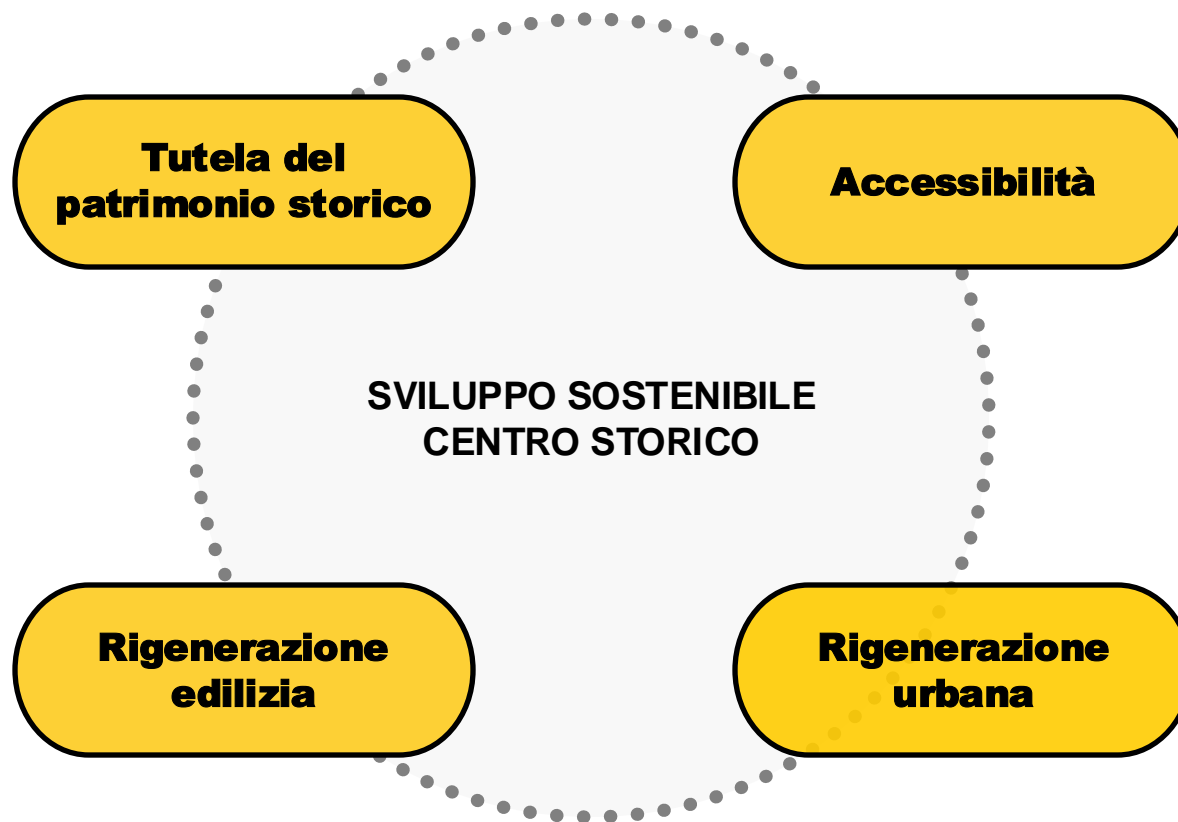 Tutela del
patrimonio storico
Accessibilità
SVILUPPO SOSTENIBILE
CENTRO STORICO
Rigenerazione
edilizia
Rigenerazione
urbana